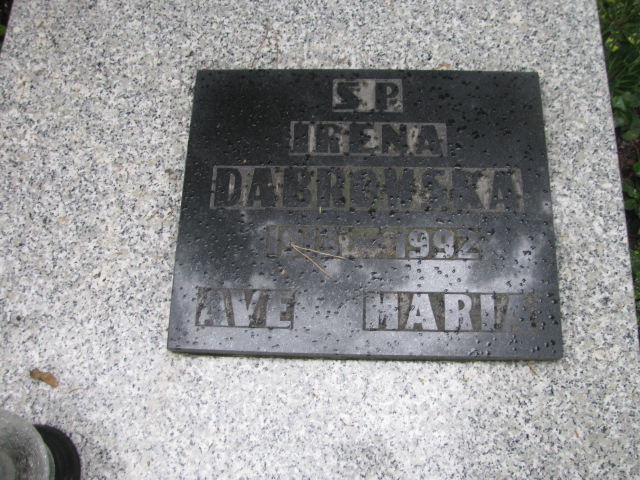 S.P.
IRENA
DABROWSKA
1992
AVE MARIA